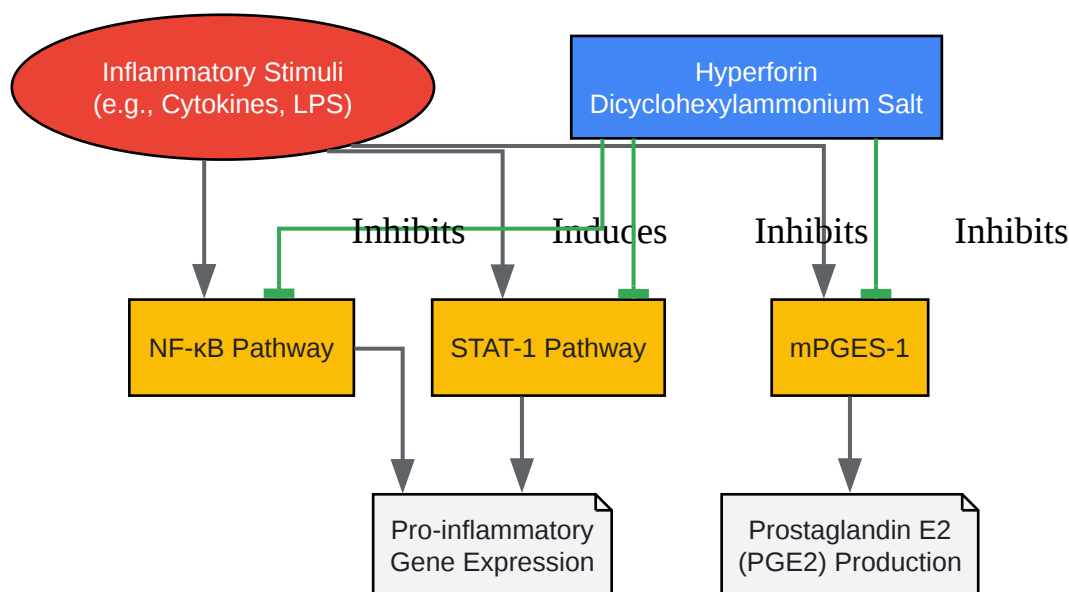 Inflammatory Stimuli
(e.g., Cytokines, LPS)
Hyperforin
Dicyclohexylammonium Salt
Inhibits
Induces
Inhibits
Inhibits
NF-κB Pathway
STAT-1 Pathway
mPGES-1
Pro-inflammatory
Gene Expression
Prostaglandin E2
(PGE2) Production